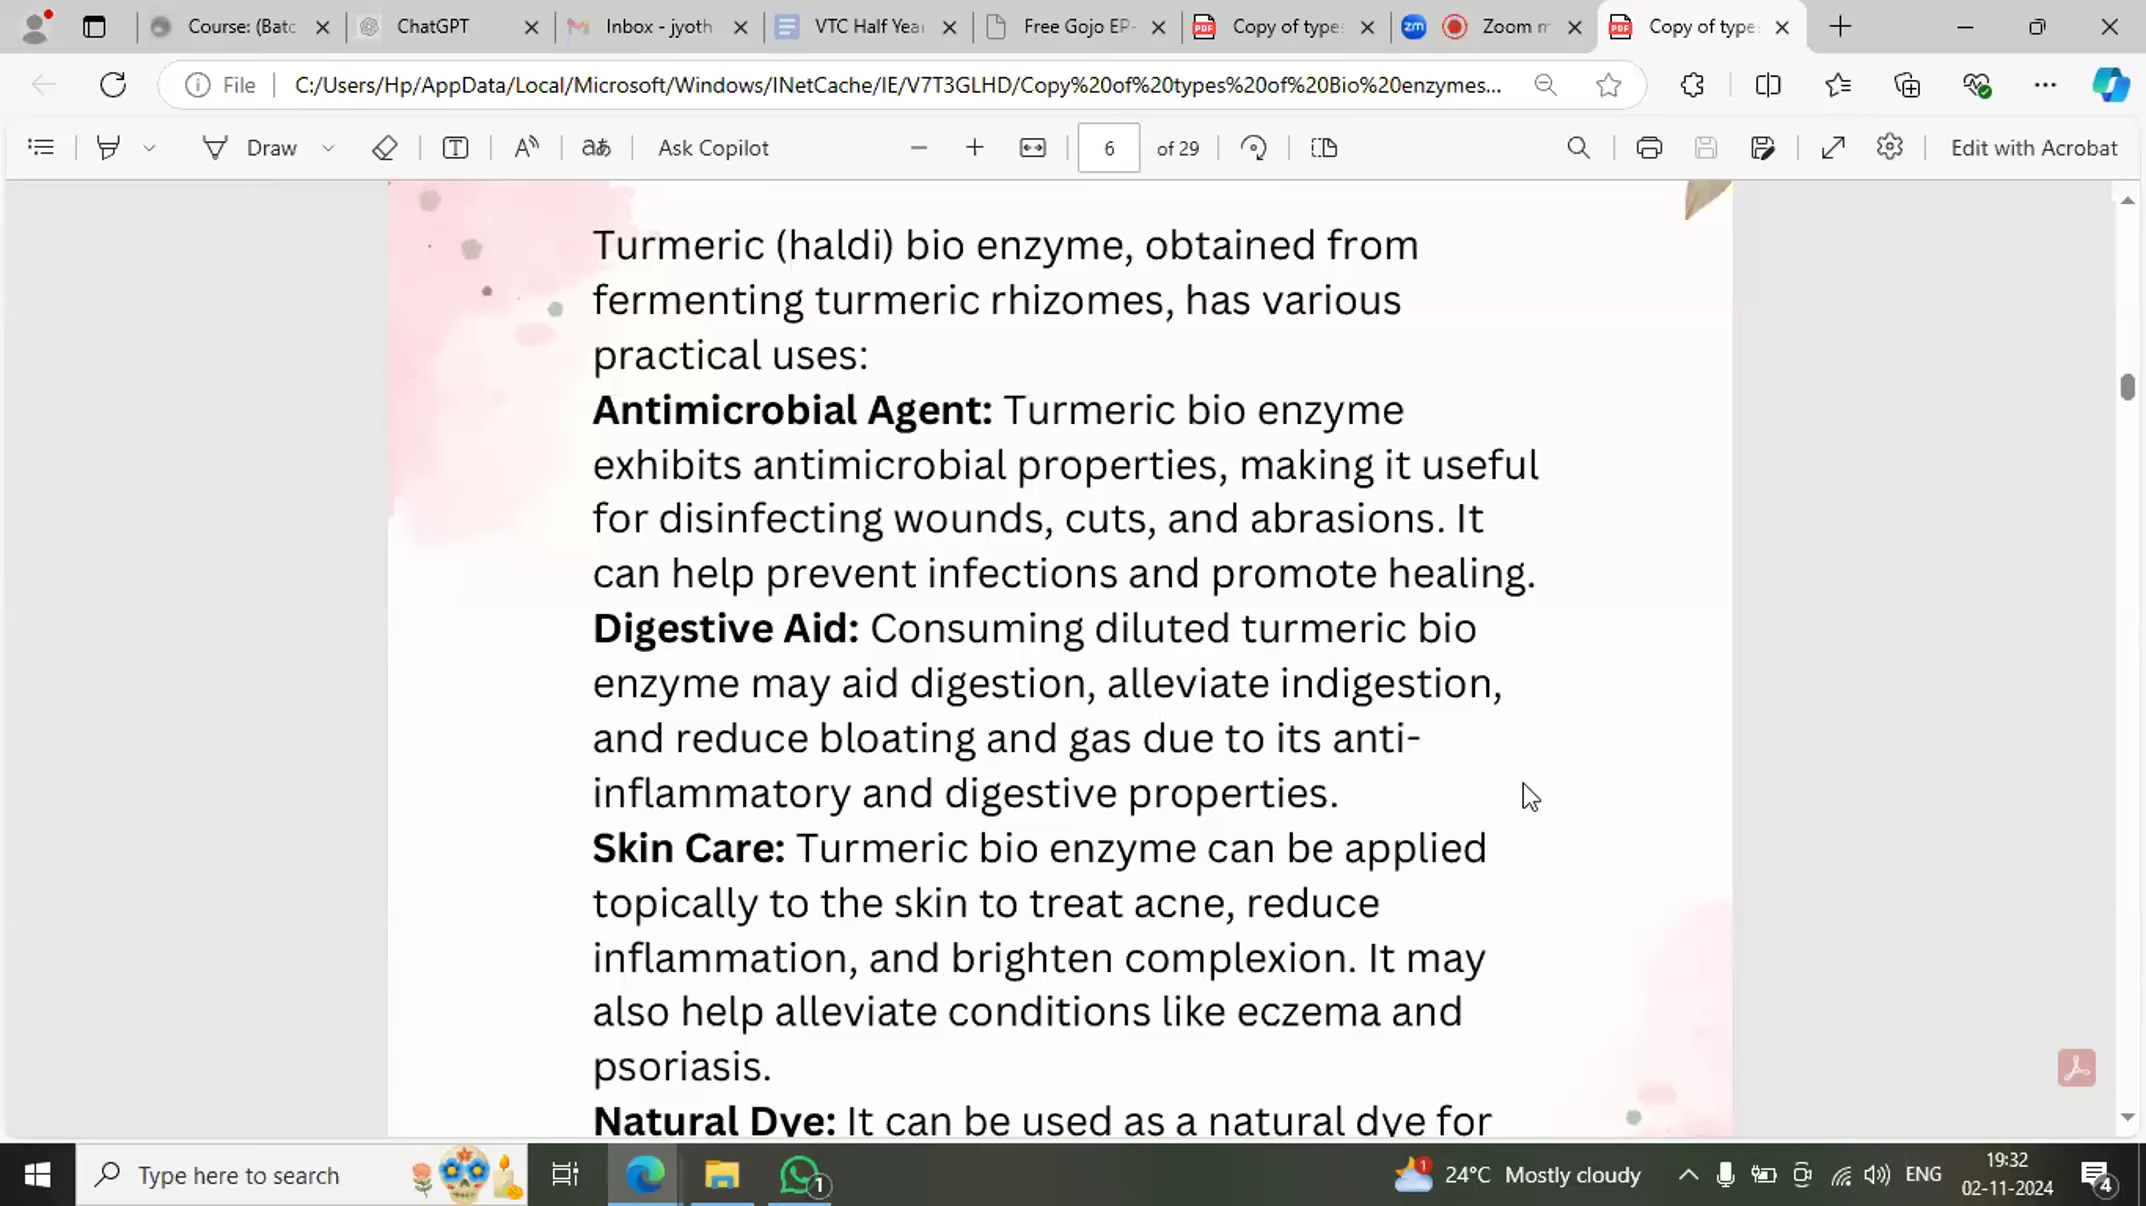 Course: (Batc
ChatGPT
Inbox - jyoth
VTC Half Yea
Free Gojo EP-
Copy of type
zm
Zoom m
Copy of type
File
C:/Users/Hp/AppData/Local/Microsoft/Windows/INetCache/IE/V7T3GLHD/Copy%20of%20types%20of%20Bio%20enzymes...
Draw
Ask Copilot
6 of 29
Edit with Acrobat
Turmeric (haldi) bio enzyme, obtained from
fermenting turmeric rhizomes, has various
practical uses:
Antimicrobial Agent: Turmeric bio enzyme
exhibits antimicrobial properties, making it useful
for disinfecting wounds, cuts, and abrasions. It
can help prevent infections and promote healing.
Digestive Aid: Consuming diluted turmeric bio
enzyme may aid digestion, alleviate indigestion,
and reduce bloating and gas due to its anti-
inflammatory and digestive properties.
Skin Care: Turmeric bio enzyme can be applied
topically to the skin to treat acne, reduce
inflammation, and brighten complexion. It may
also help alleviate conditions like eczema and
psoriasis.
Natural Dye: It can be used as a natural dye for
Type here to search
1
1
24°C Mostly cloudy
ENG
19:32
02-11-2024
4